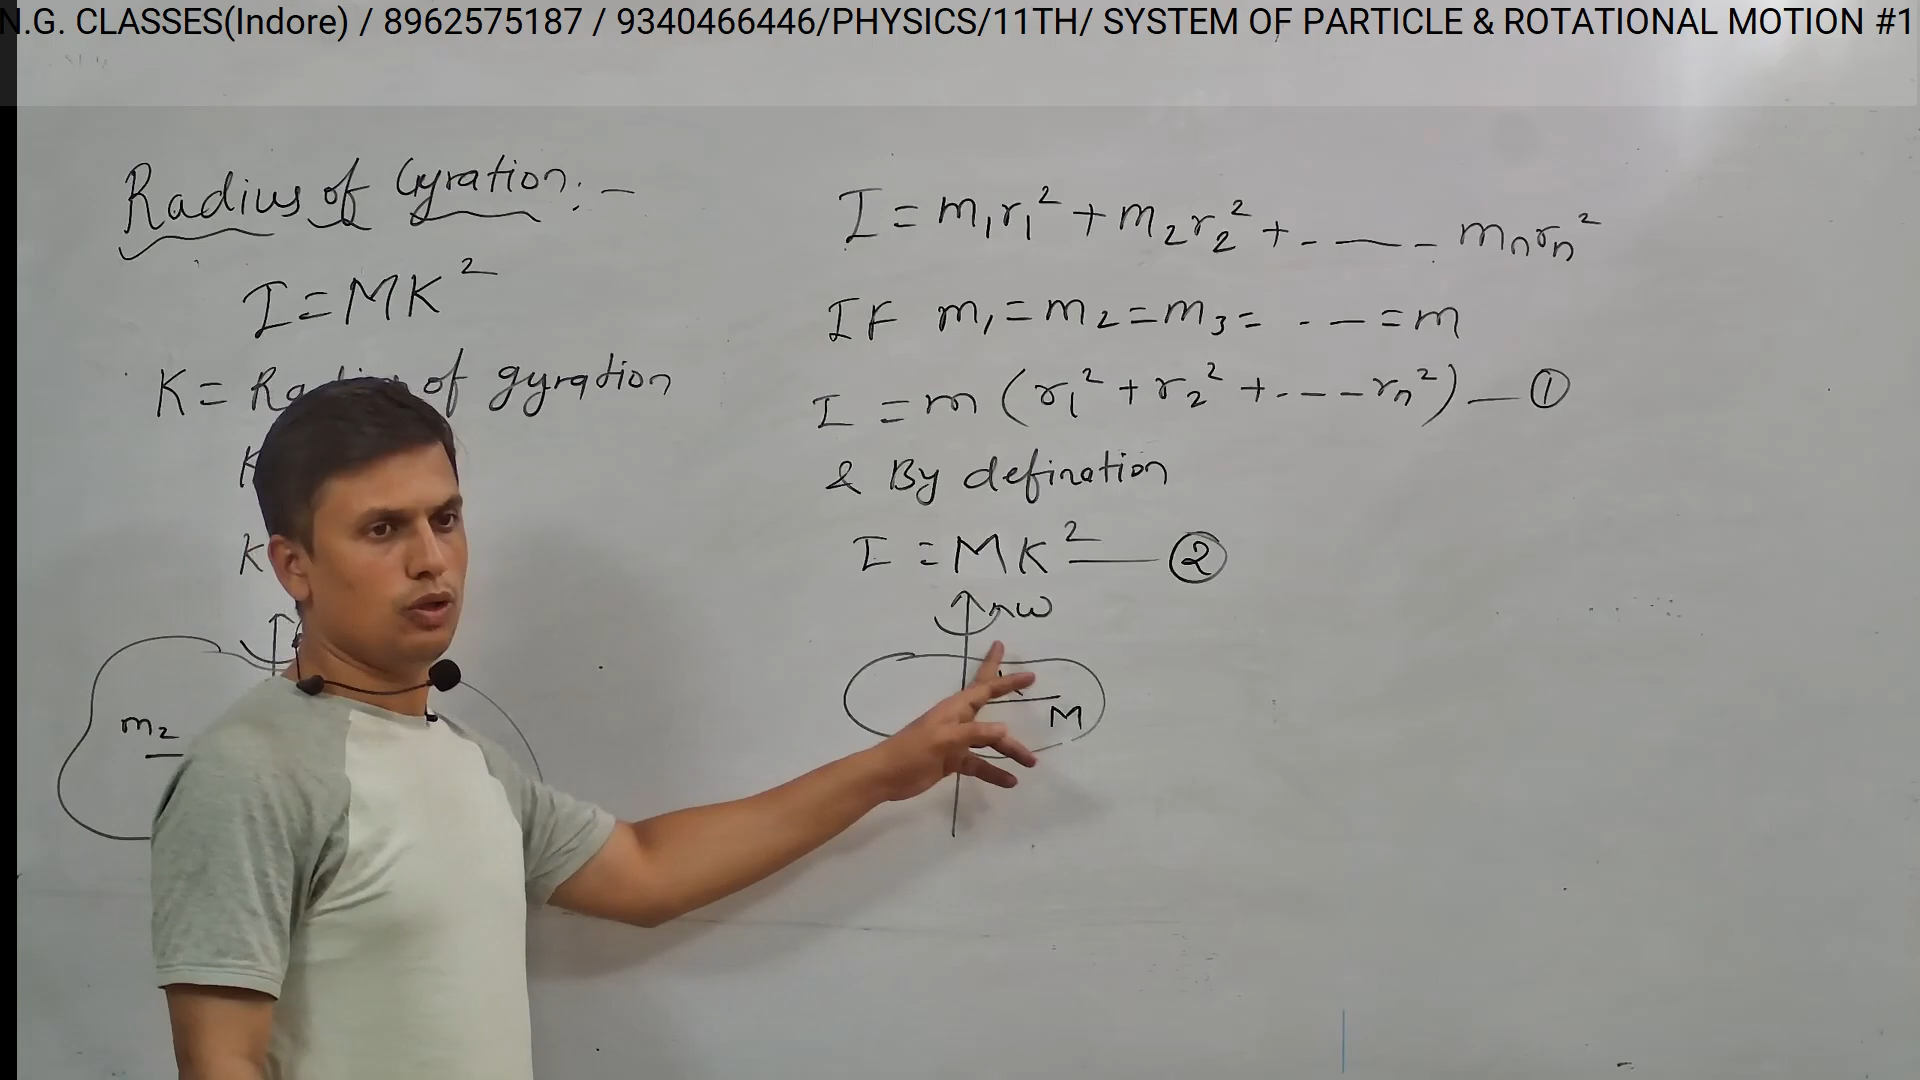 N.G. CLASSES(Indore) / 8962575187 / 9340466446/PHYSICS/11TH/ SYSTEM OF PARTICLE & ROTATIONAL MOTION #1
Radius of Gyration:-
I = MK²
K = of gyration
K
K
m₂
I = m₁r₁² + m₂r₂² + - — - mₙrₙ²
IF m₁ = m₂ = m₃ = - — = m
I = m (r₁² + r₂² + - - - rₙ²) — ①
& By defination
I = MK² — ②
ω
M